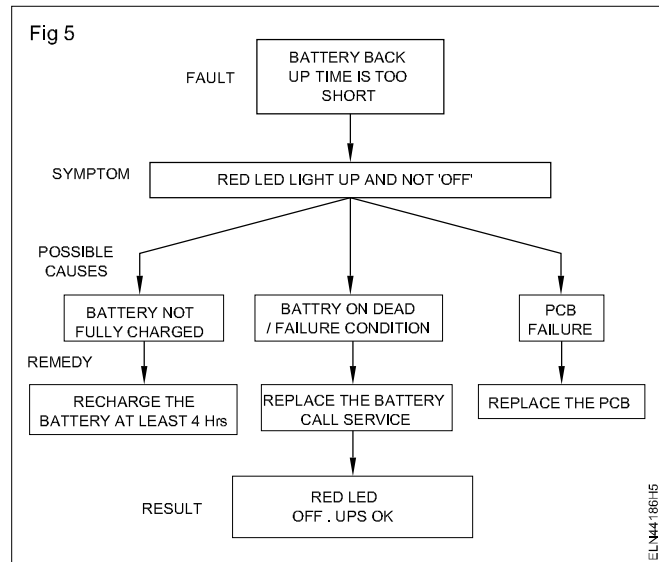 Fig 5
FAULT
BATTERY BACK
UP TIME IS TOO
SHORT
SYMPTOM
RED LED LIGHT UP AND NOT 'OFF'
POSSIBLE
CAUSES
BATTERY NOT
FULLY CHARGED
BATTRY ON DEAD
/ FAILURE CONDITION
PCB
FAILURE
REMEDY
RECHARGE THE
BATTERY AT LEAST 4 Hrs
REPLACE THE BATTERY
CALL SERVICE
REPLACE THE PCB
RESULT
RED LED
OFF . UPS OK
ELN44186H5